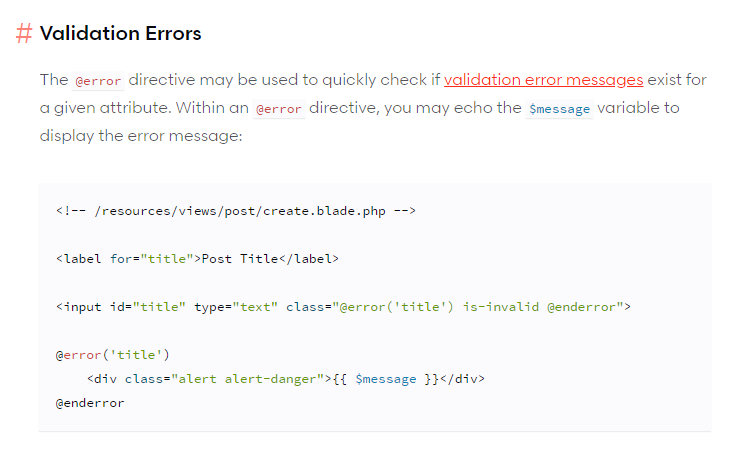 # Validation Errors
The @error directive may be used to quickly check if validation error messages exist for
a given attribute. Within an @error directive, you may echo the $message variable to
display the error message:
<!-- /resources/views/post/create.blade.php -->
<label for="title">Post Title</label>
<input id="title" type="text" class="@error('title') is-invalid @enderror">
@error('title')
    <div class="alert alert-danger">{{ $message }}</div>
@enderror